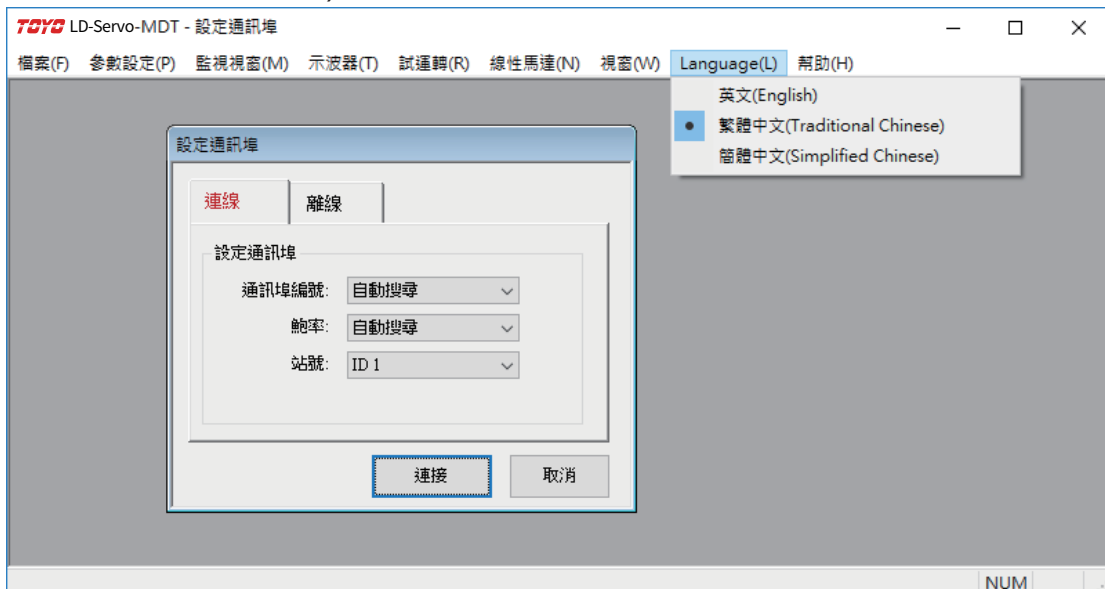 TOYO LD-Servo-MDT - 設定通訊埠
檔案(F) 參數設定(P) 監視視窗(M) 示波器(T) 試運轉(R) 線性馬達(N) 視窗(W) Language(L) 幫助(H)
英文(English)
繁體中文(Traditional Chinese)
簡體中文(Simplified Chinese)
設定通訊埠
連線 離線
設定通訊埠
通訊埠編號: 自動搜尋
鮑率: 自動搜尋
站號: ID 1
連接 取消
NUM